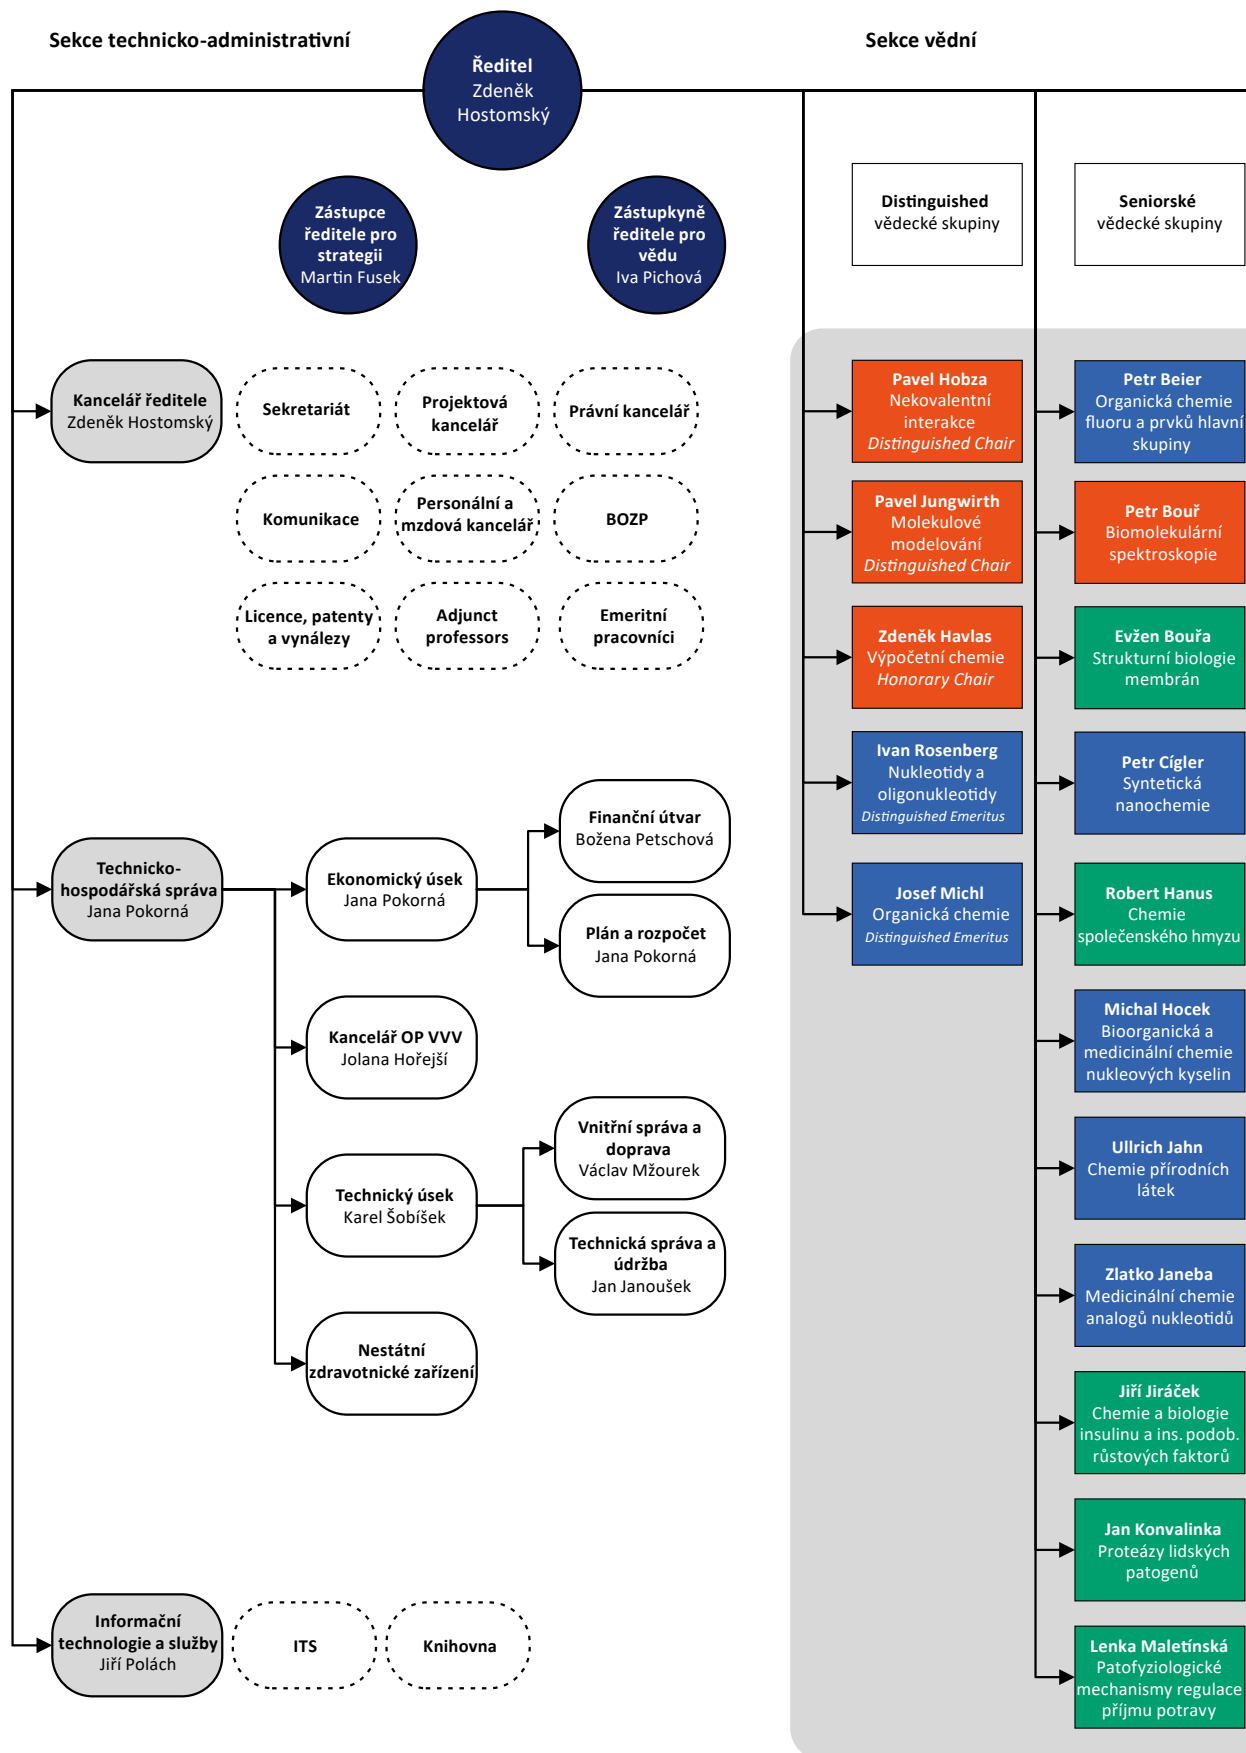 Sekce technicko-administrativní
Sekce vědní
Ředitel
Zdeněk
Hostomský
Zástupce
ředitele pro
strategii
Martin Fusek
Zástupkyně
ředitele pro
vědu
Iva Pichová
Distinguished
vědecké skupiny
Seniorské
vědecké skupiny
Kancelář ředitele
Zdeněk Hostomský
Sekretariát
Projektová
kancelář
Právní kancelář
Komunikace
Personální a
mzdová kancelář
BOZP
Licence, patenty
a vynálezy
Adjunct
professors
Emeritní
pracovníci
Technicko-
hospodářská správa
Jana Pokorná
Ekonomický úsek
Jana Pokorná
Finanční útvar
Božena Petschová
Plán a rozpočet
Jana Pokorná
Kancelář OP VVV
Jolana Hořejší
Technický úsek
Karel Šobíšek
Vnitřní správa a
doprava
Václav Mžourek
Technická správa a
údržba
Jan Janoušek
Nestátní
zdravotnické zařízení
Informační
technologie a služby
Jiří Polách
ITS
Knihovna
Pavel Hobza
Nekovalentní
interakce
Distinguished Chair
Pavel Jungwirth
Molekulové
modelování
Distinguished Chair
Zdeněk Havlas
Výpočetní chemie
Honorary Chair
Ivan Rosenberg
Nukleotidy a
oligonukleotidy
Distinguished Emeritus
Josef Michl
Organická chemie
Distinguished Emeritus
Petr Beier
Organická chemie
fluoru a prvků hlavní
skupiny
Petr Bouř
Biomolekulární
spektroskopie
Evžen Bouřa
Strukturní biologie
membrán
Petr Cígler
Syntetická
nanochemie
Robert Hanus
Chemie
společenského hmyzu
Michal Hocek
Bioorganická a
medicinální chemie
nukleových kyselin
Ullrich Jahn
Chemie přírodních
látek
Zlatko Janeba
Medicinální chemie
analogů nukleotidů
Jiří Jiráček
Chemie a biologie
insulinu a ins. podob.
růstových faktorů
Jan Konvalinka
Proteázy lidských
patogenů
Lenka Maletínská
Patofyziologické
mechanismy regulace
příjmu potravy